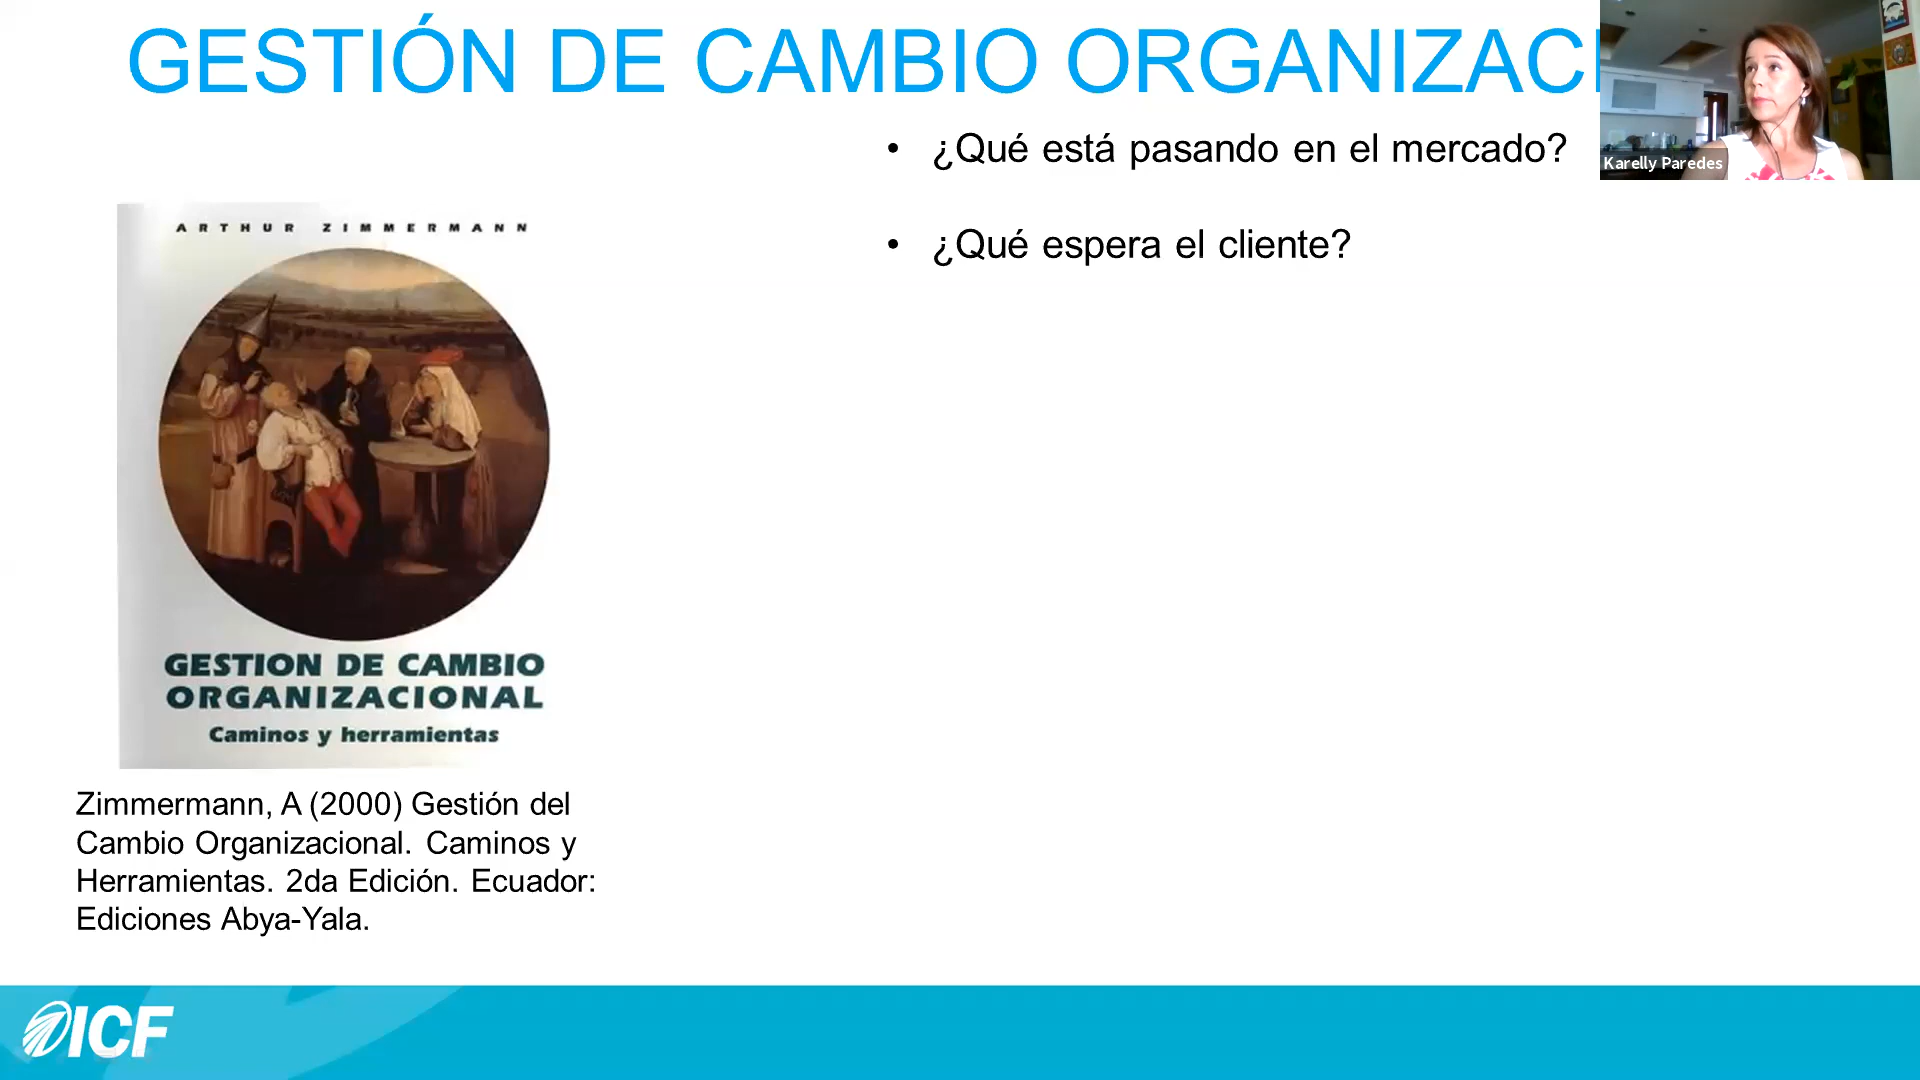 GESTIÓN DE CAMBIO ORGANIZACI
• ¿Qué está pasando en el mercado?
Karelly Paredes
• ¿Qué espera el cliente?
ARTHUR ZIMMERMANN
GESTION DE CAMBIO
ORGANIZACIONAL
Caminos y herramientas
Zimmermann, A (2000) Gestión del
Cambio Organizacional. Caminos y
Herramientas. 2da Edición. Ecuador:
Ediciones Abya-Yala.
ICF